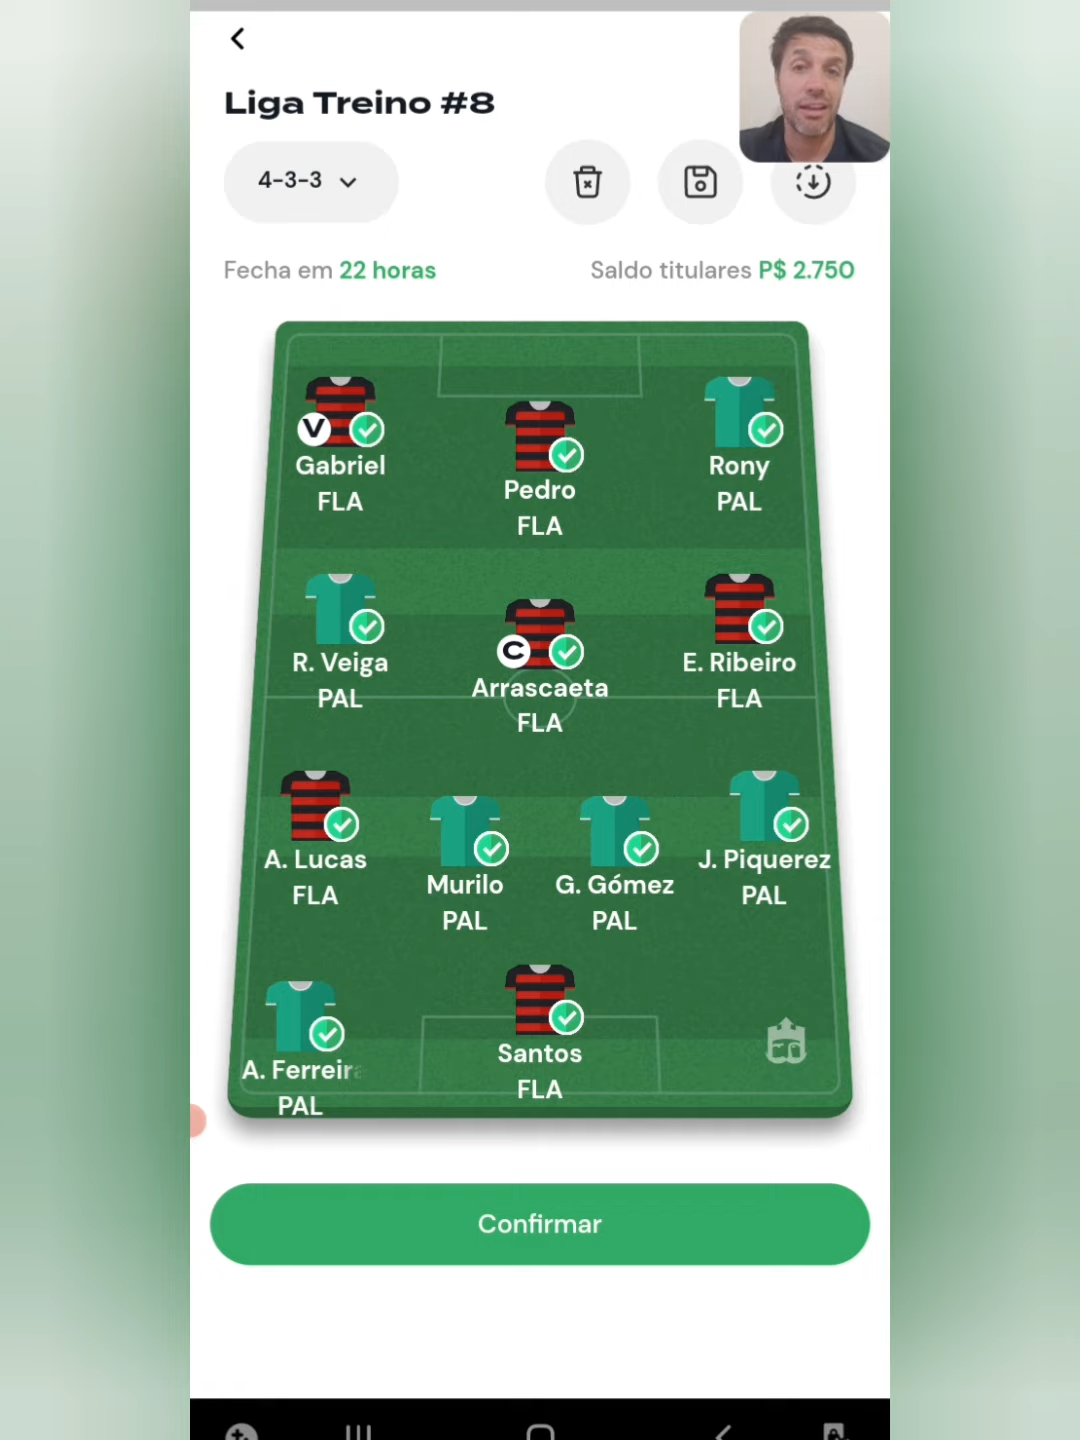 Liga Treino #8
4-3-3
Fecha em 22 horas
Saldo titulares P$ 2.750
V
Gabriel
FLA
Pedro
FLA
Rony
PAL
R. Veiga
PAL
C
Arrascaeta
FLA
E. Ribeiro
FLA
A. Lucas
FLA
Murilo
PAL
G. Gómez
PAL
J. Piquerez
PAL
A. Ferreira
PAL
Santos
FLA
Confirmar